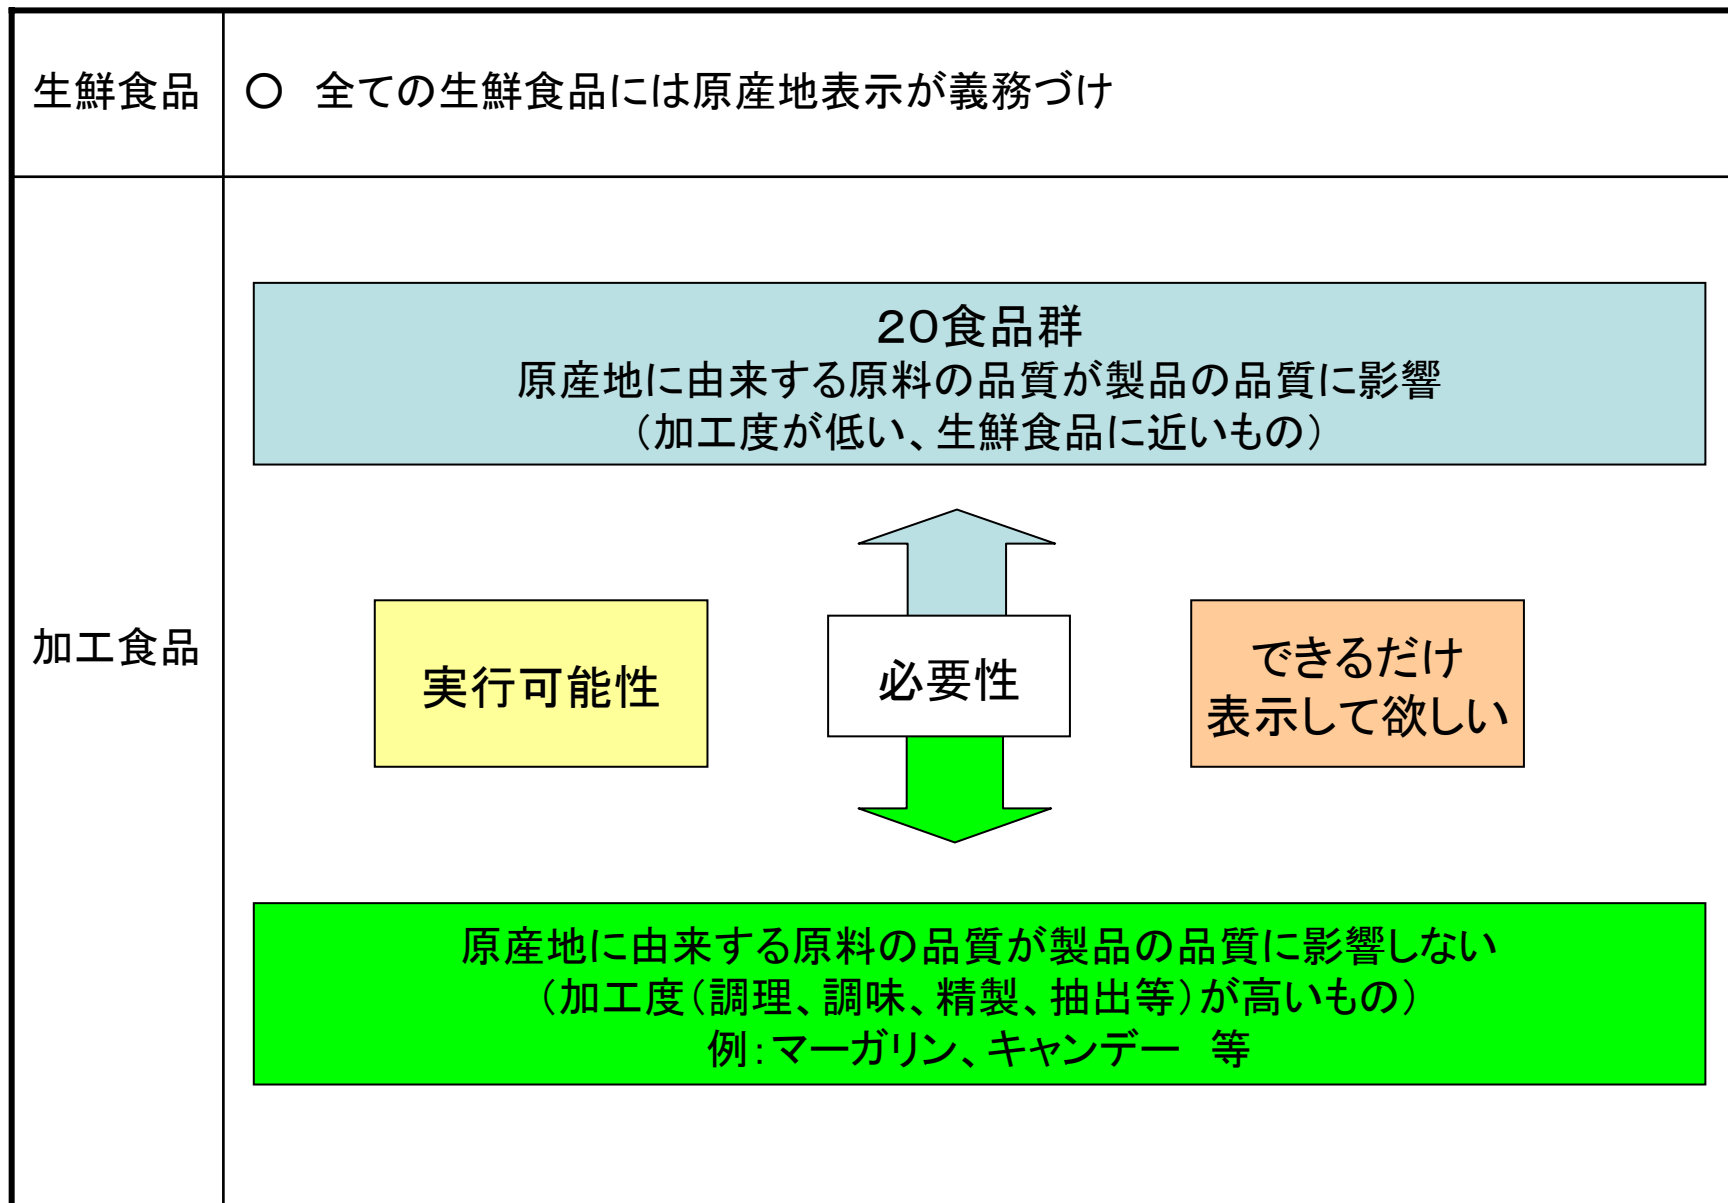 生鮮食品
○　全ての生鮮食品には原産地表示が義務づけ
加工食品
２０食品群
原産地に由来する原料の品質が製品の品質に影響
（加工度が低い、生鮮食品に近いもの）
実行可能性
必要性
できるだけ
表示して欲しい
原産地に由来する原料の品質が製品の品質に影響しない
（加工度（調理、調味、精製、抽出等）が高いもの）
例：マーガリン、キャンデー　等